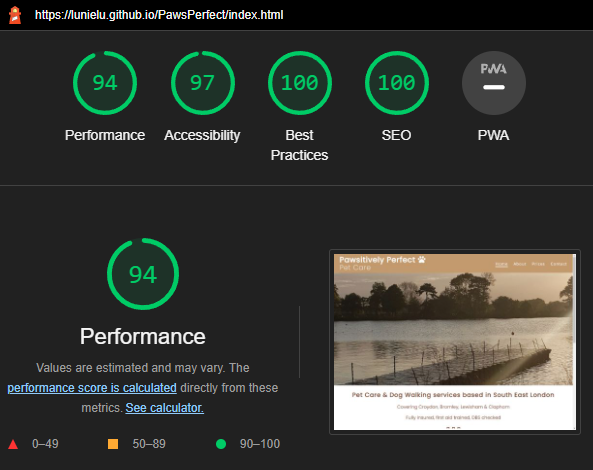 https://lunielu.github.io/PawsPerfect/index.html
94
97
100
100
PWA
Performance
Accessibility
Best
Practices
SEO
PWA
94
Performance
Values are estimated and may vary. The
performance score is calculated directly from these
metrics. See calculator.
0–49
50–89
90–100
Pawsitively Perfect
Pet Care
Home About Prices Contact
Pet Care & Dog Walking services based in South East London
Covering Croydon, Bromley, Lewisham & Clapham
Fully insured, first aid trained, DBS checked